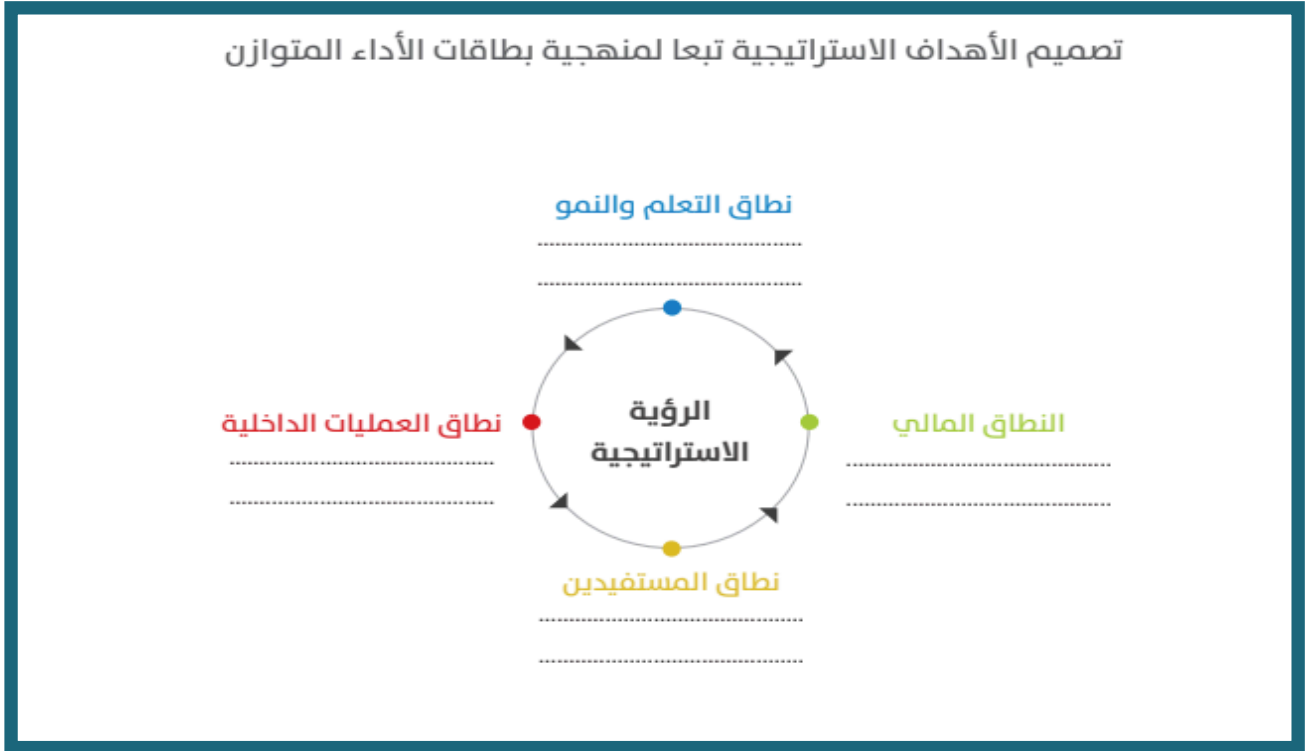 تصميم الأهداف الاستراتيجية تبعا لمنهجية بطاقات الأداء المتوازن
نطاق التعلم والنمو
النطاق المالي
الرؤية
الاستراتيجية
نطاق العمليات الداخلية
نطاق المستفيدين